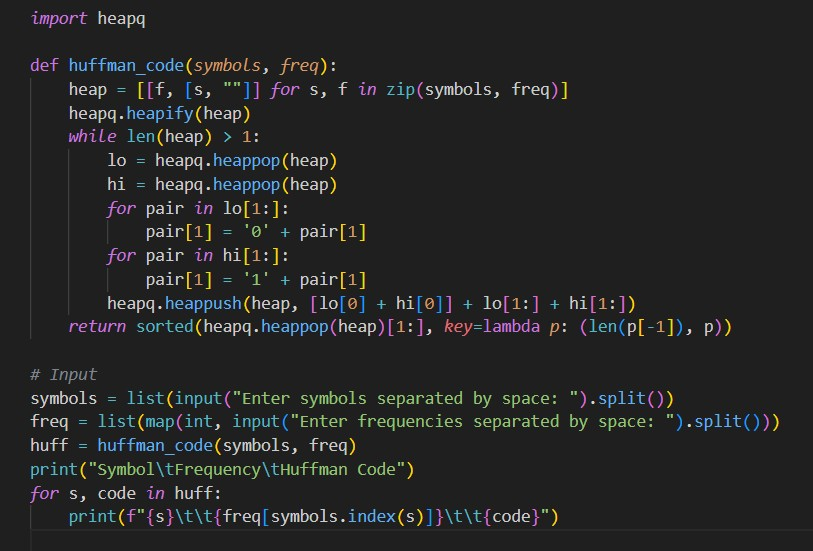 import heapq
def huffman_code(symbols, freq):
    heap = [[f, [s, ""]] for s, f in zip(symbols, freq)]
    heapq.heapify(heap)
    while len(heap) > 1:
        lo = heapq.heappop(heap)
        hi = heapq.heappop(heap)
        for pair in lo[1:]:
            pair[1] = '0' + pair[1]
        for pair in hi[1:]:
            pair[1] = '1' + pair[1]
        heapq.heappush(heap, [lo[0] + hi[0]] + lo[1:] + hi[1:])
    return sorted(heapq.heappop(heap)[1:], key=lambda p: (len(p[-1]), p))
# Input
symbols = list(input("Enter symbols separated by space: ").split())
freq = list(map(int, input("Enter frequencies separated by space: ").split()))
huff = huffman_code(symbols, freq)
print("Symbol\tFrequency\tHuffman Code")
for s, code in huff:
    print(f"{s}\t\t{freq[symbols.index(s)]}\t\t{code}")